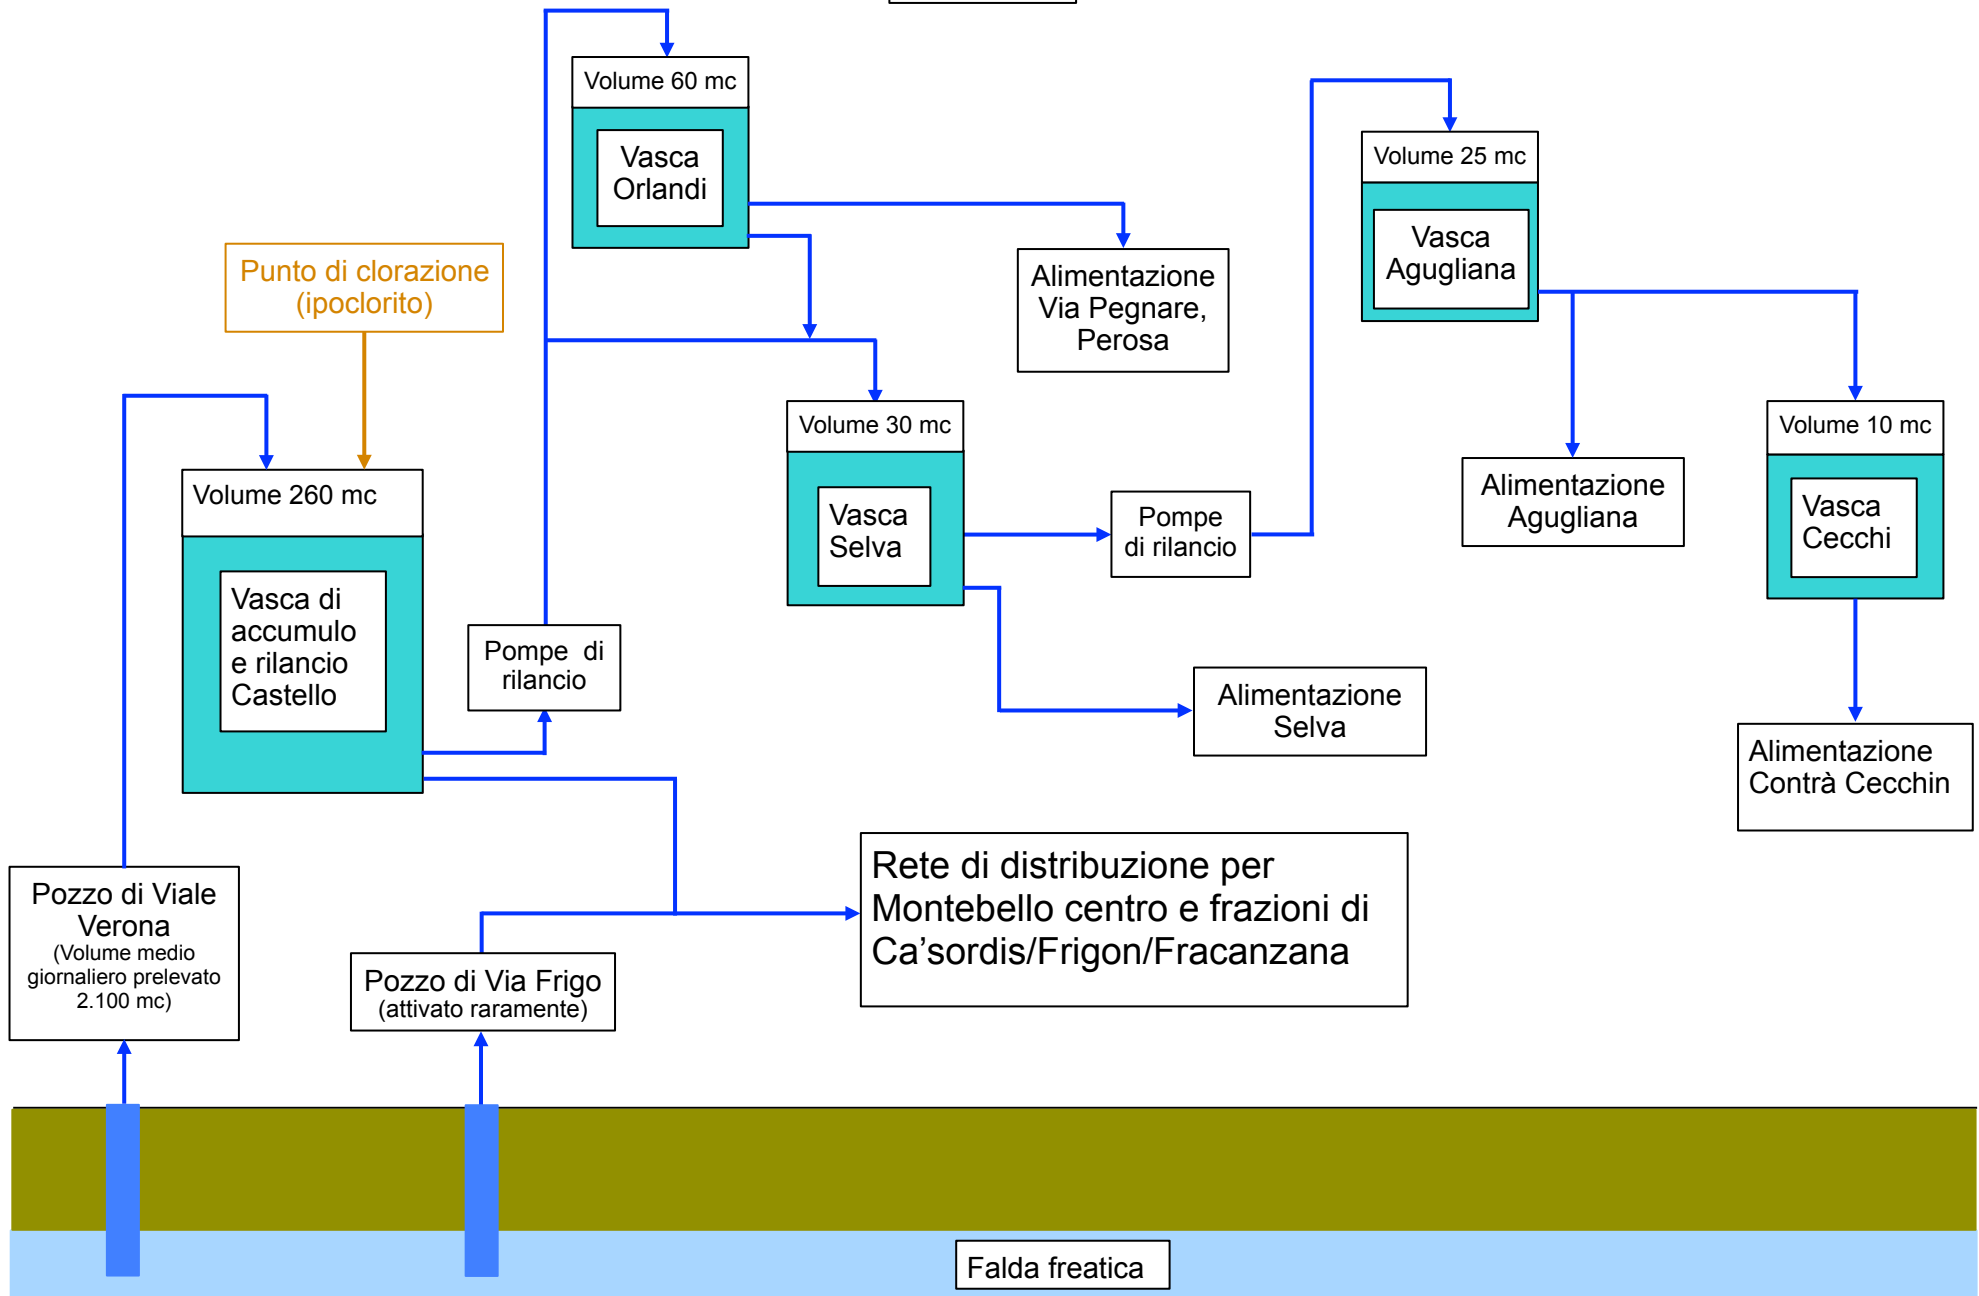 Volume 60 mc
Vasca
Orlandi
Volume 25 mc
Vasca
Agugliana
Punto di clorazione
(ipoclorito)
Alimentazione
Via Pegnare,
Perosa
Volume 30 mc
Vasca
Selva
Volume 10 mc
Vasca
Cecchi
Volume 260 mc
Vasca di
accumulo
e rilancio
Castello
Pompe
di rilancio
Alimentazione
Agugliana
Pompe di
rilancio
Alimentazione
Selva
Alimentazione
Contrà Cecchin
Pozzo di Viale
Verona
(Volume medio
giornaliero prelevato
2.100 mc)
Rete di distribuzione per
Montebello centro e frazioni di
Ca’sordis/Frigon/Fracanzana
Pozzo di Via Frigo
(attivato raramente)
Falda freatica